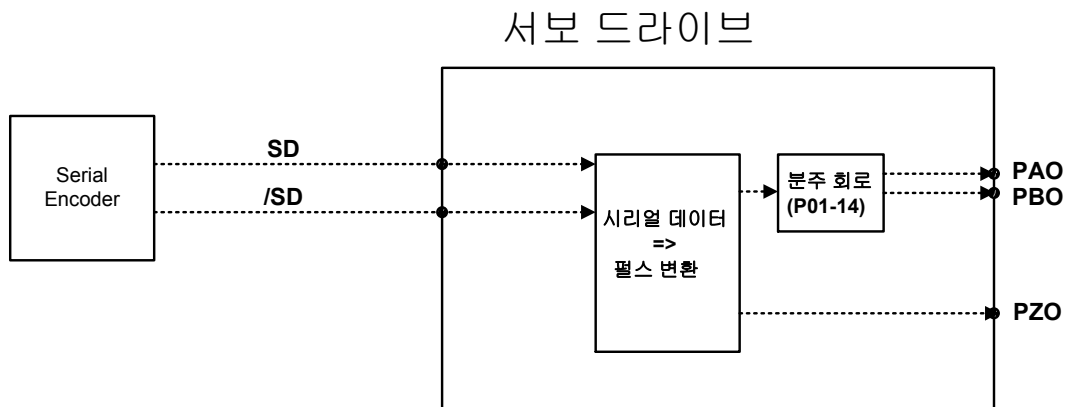 서보 드라이브
Serial
Encoder
SD
/SD
시리얼 데이터
=>
펄스 변환
분주 회로
(P01-14)
PAO
PBO
PZO